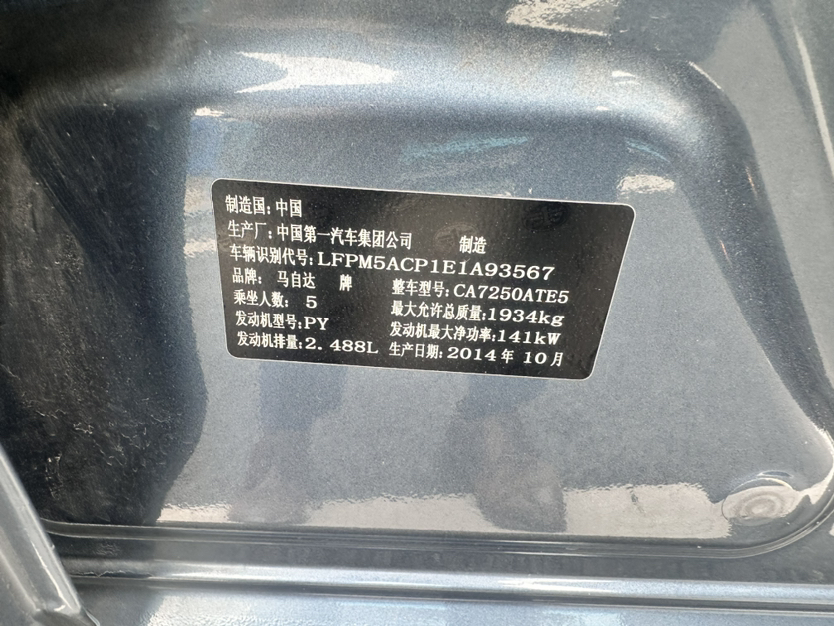 制造国:中国
生产厂:中国第一汽车集团公司 制造
车辆识别代号:LFPM5ACP1E1A93567
品牌: 马自达 牌 整车型号:CA7250ATE5
乘坐人数: 5 最大允许总质量:1934kg
发动机型号:PY 发动机最大净功率:141kW
发动机排量:2.488L 生产日期:2014年 10月